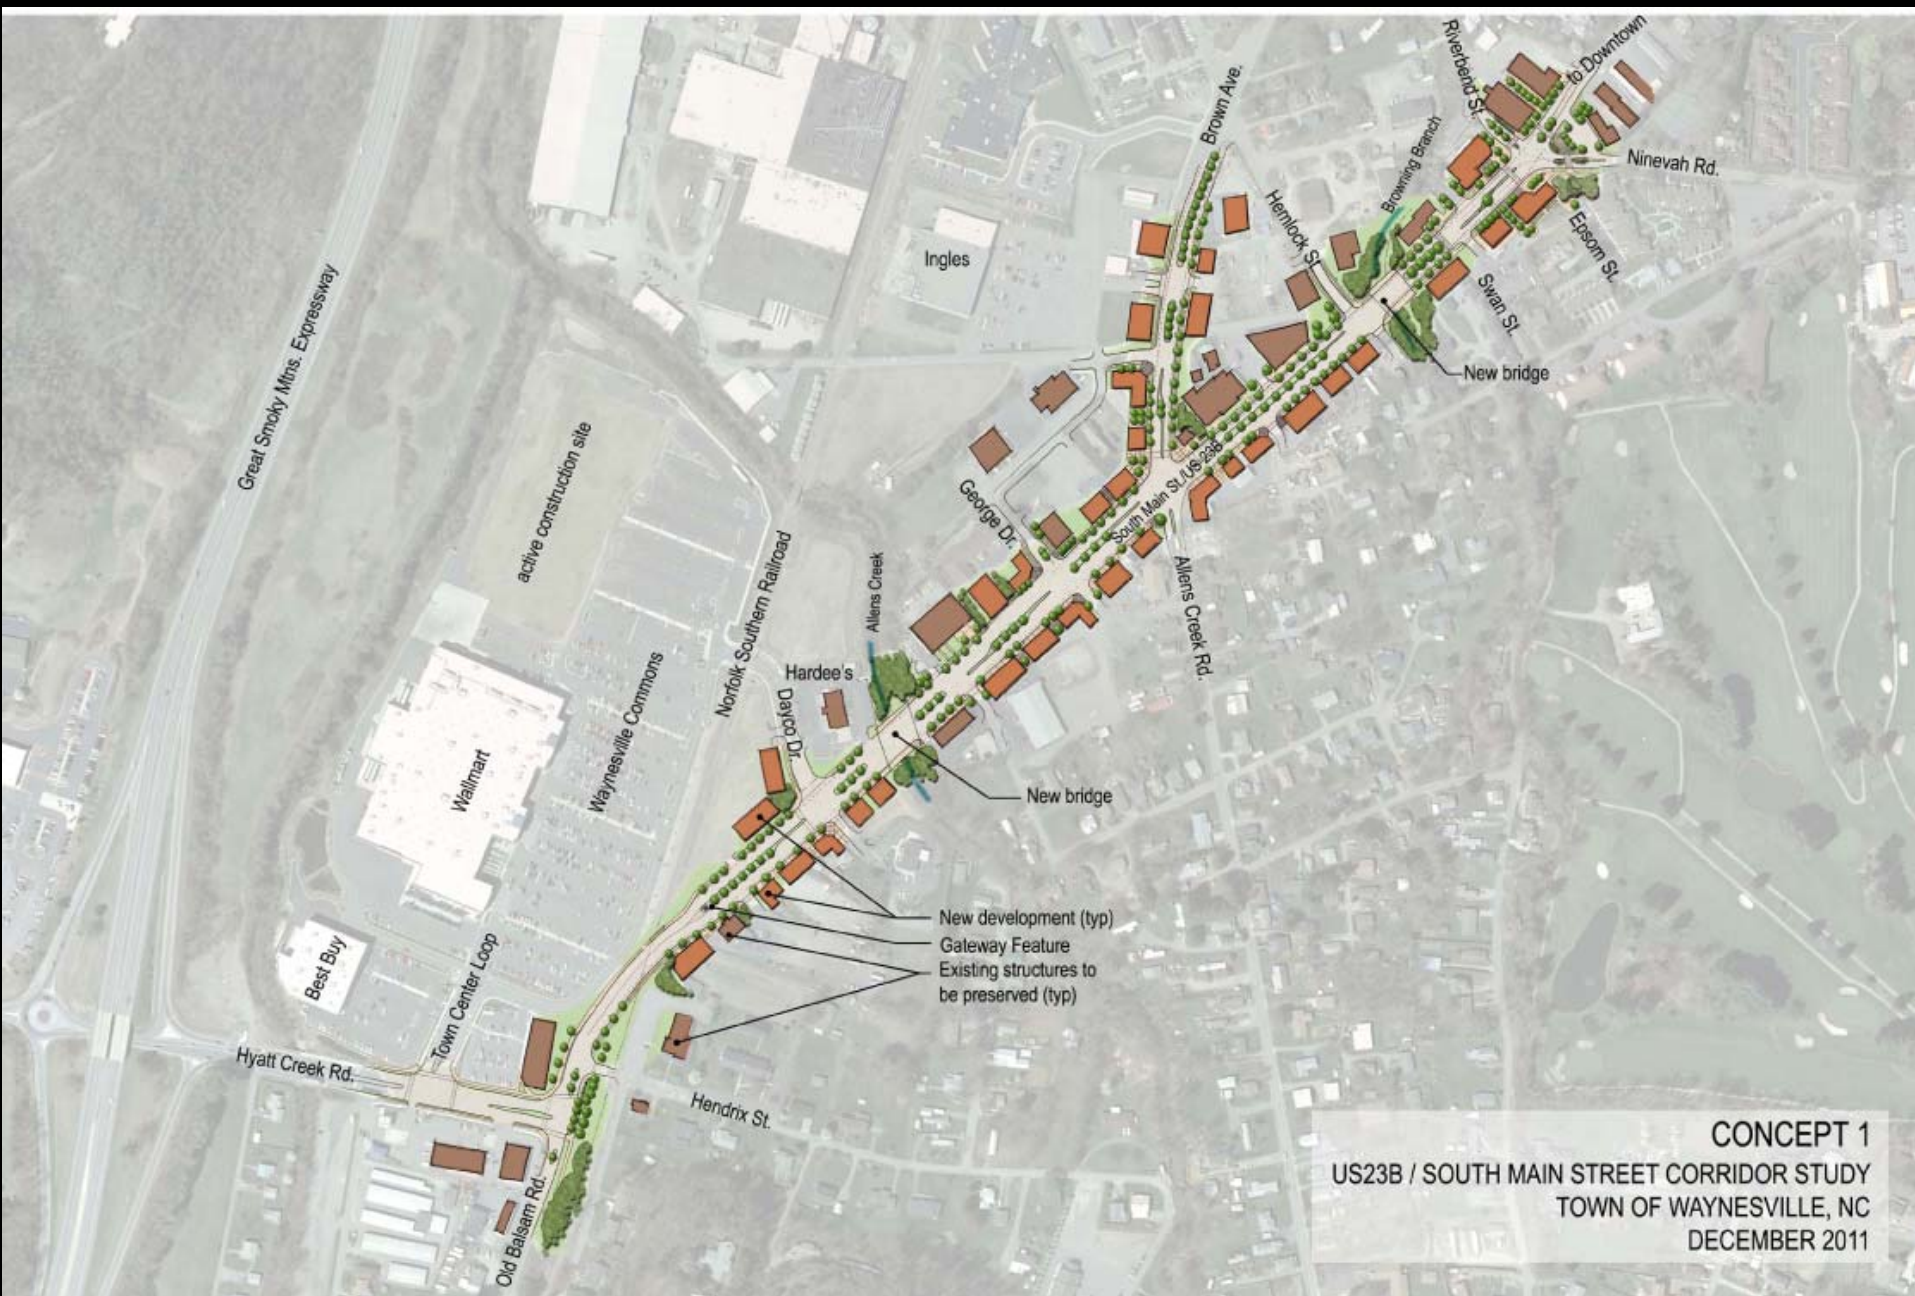 Riverbend St.
to Downtown
Brown Ave.
Browning Branch
Ninevah Rd.
Hemlock St.
Epsom St.
Ingles
Swan St.
Great Smoky Mtns. Expressway
New bridge
active construction site
South Main St./US 23B
George Dr.
Norfolk Southern Railroad
Allens Creek
Allens Creek Rd.
Hardee's
Waynesville Commons
Dayco Dr.
Wallmart
New bridge
New development (typ)
Gateway Feature
Existing structures to
be preserved (typ)
Best Buy
Town Center Loop
Hyatt Creek Rd.
Hendrix St.
Old Balsam Rd.
CONCEPT 1
US23B / SOUTH MAIN STREET CORRIDOR STUDY
TOWN OF WAYNESVILLE, NC
DECEMBER 2011